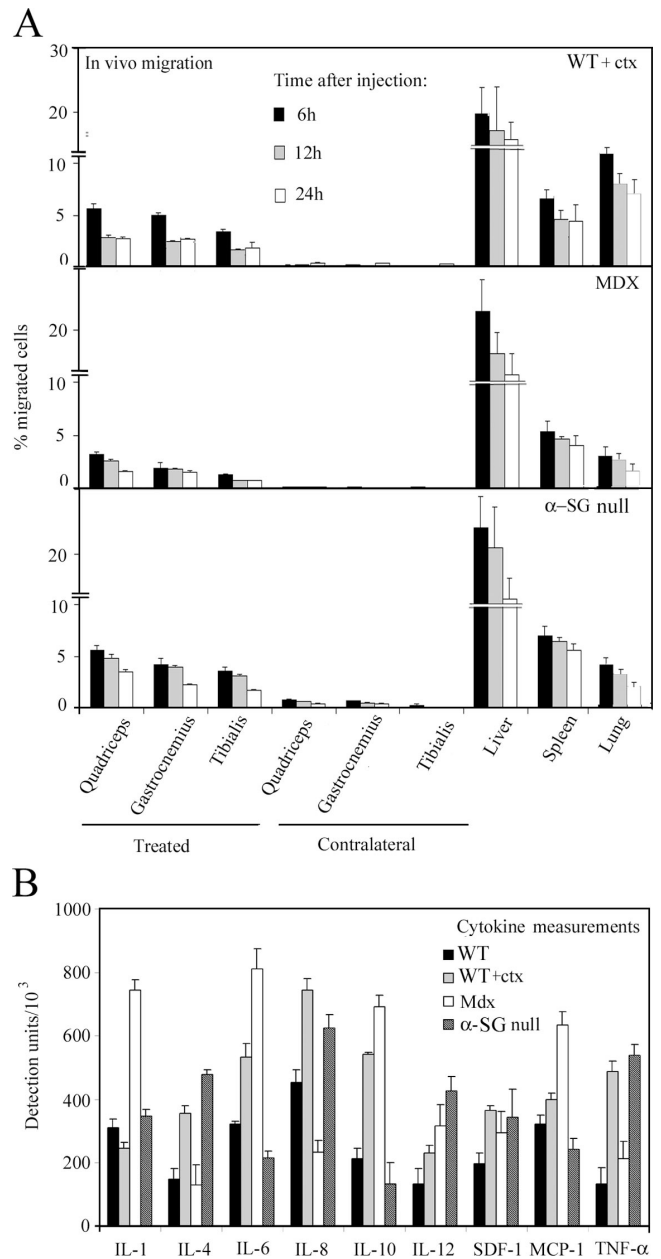 A
In vivo migration
WT + ctx
Time after injection:
6h
12h
24h
30
20
10
5
0
MDX
20
10
5
0
α–SG null
20
10
5
0
% migrated cells
Quadriceps
Gastrocnemius
Tibialis
Quadriceps
Gastrocnemius
Tibialis
Liver
Spleen
Lung
Treated
Contralateral
B
Cytokine measurements
WT
WT+ctx
Mdx
α-SG null
1000
800
600
400
200
0
Detection units/10³
IL-1 IL-4 IL-6 IL-8 IL-10 IL-12 SDF-1 MCP-1 TNF-α